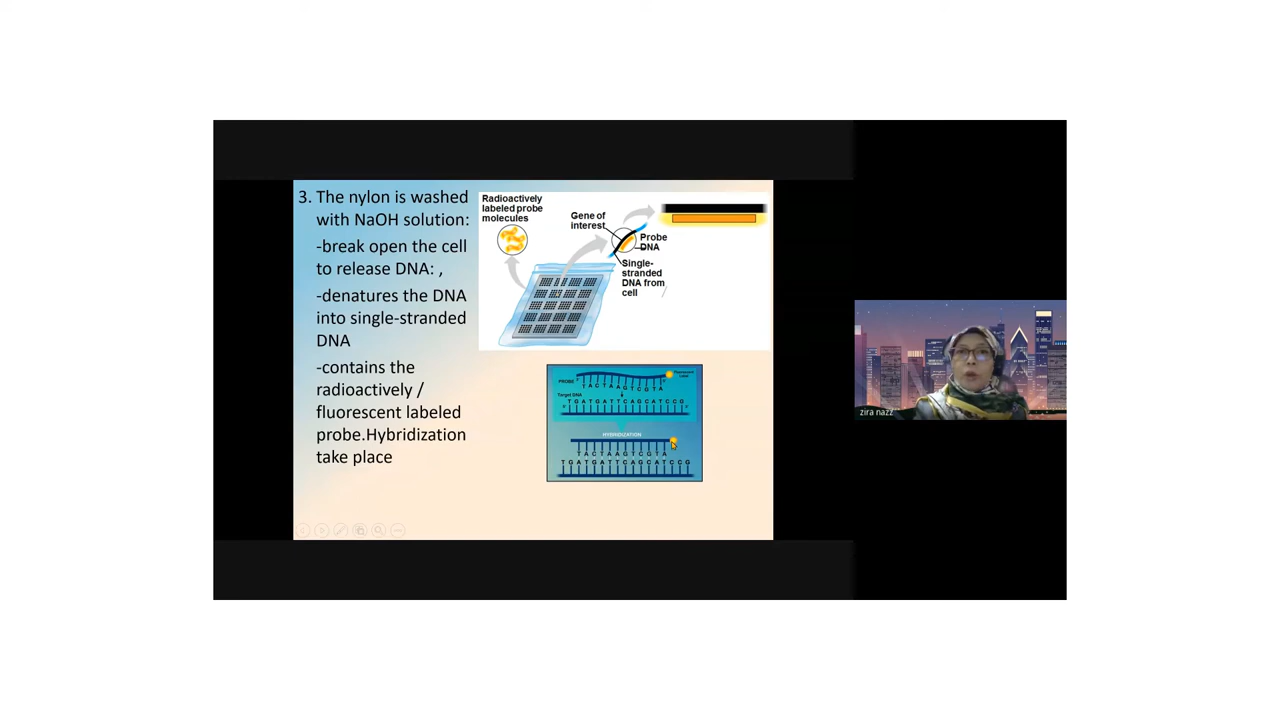 3. The nylon is washed
with NaOH solution:
-break open the cell
to release DNA: ,
-denatures the DNA
into single-stranded
DNA
-contains the
radioactively /
fluorescent labeled
probe.Hybridization
take place
Radioactively
labeled probe
molecules
Gene of
interest
Probe
DNA
Single-
stranded
DNA from
cell
Fluorescent
Label
PROBE
T A C T A A G T C G T A
Target DNA
T G A T G A T T C A G C A T C C G
HYBRIDIZATION
T A C T A A G T C G T A
T G A T G A T T C A G C A T C C G
zira nazz